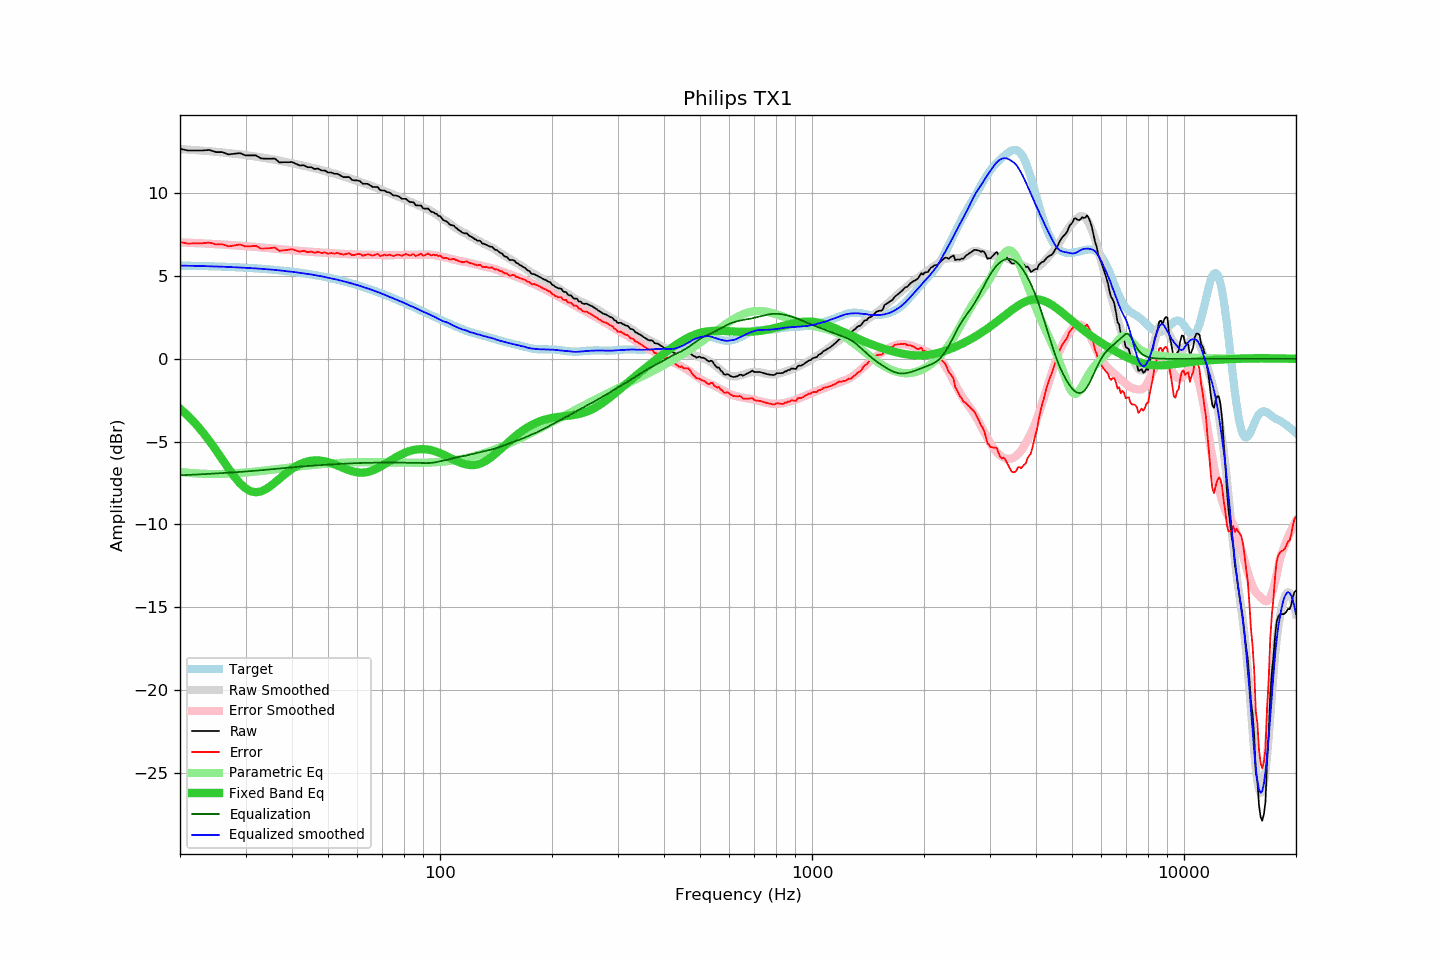 Philips TX1
Amplitude (dBr)
10
5
0
−5
−10
−15
−20
−25
Target
Raw Smoothed
Error Smoothed
Raw
Error
Parametric Eq
Fixed Band Eq
Equalization
Equalized smoothed
100
1000
10000
Frequency (Hz)